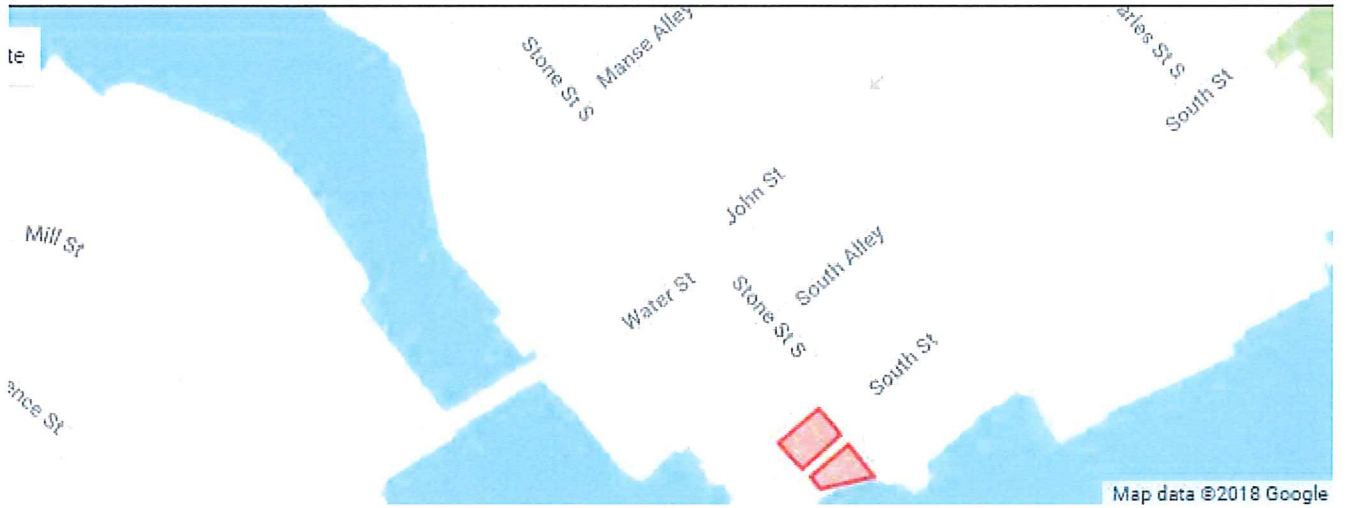 te
Manse Alley
Stone St S
arles St S
South St
John St
Mill St
South Alley
Water St
Stone St S
South St
ence St
Map data ©2018 Google